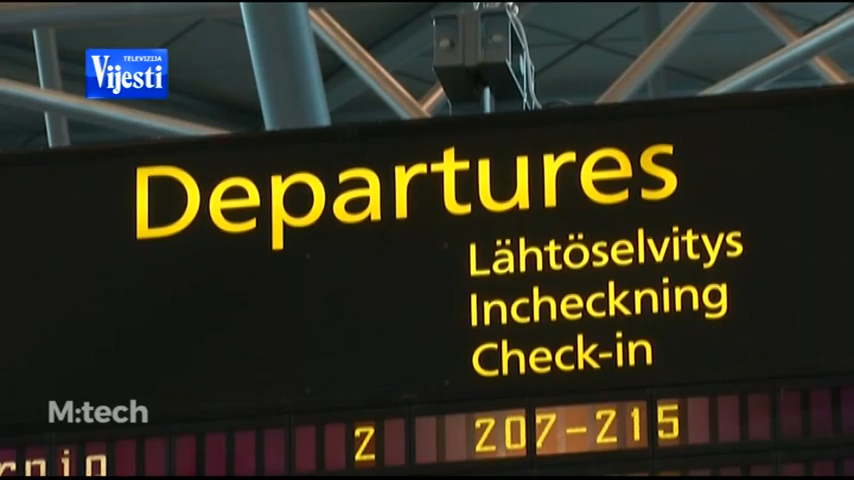 TELEVIZIJA
Vijesti
Departures
Lähtöselvitys
Incheckning
Check-in
M:tech
2 207-215